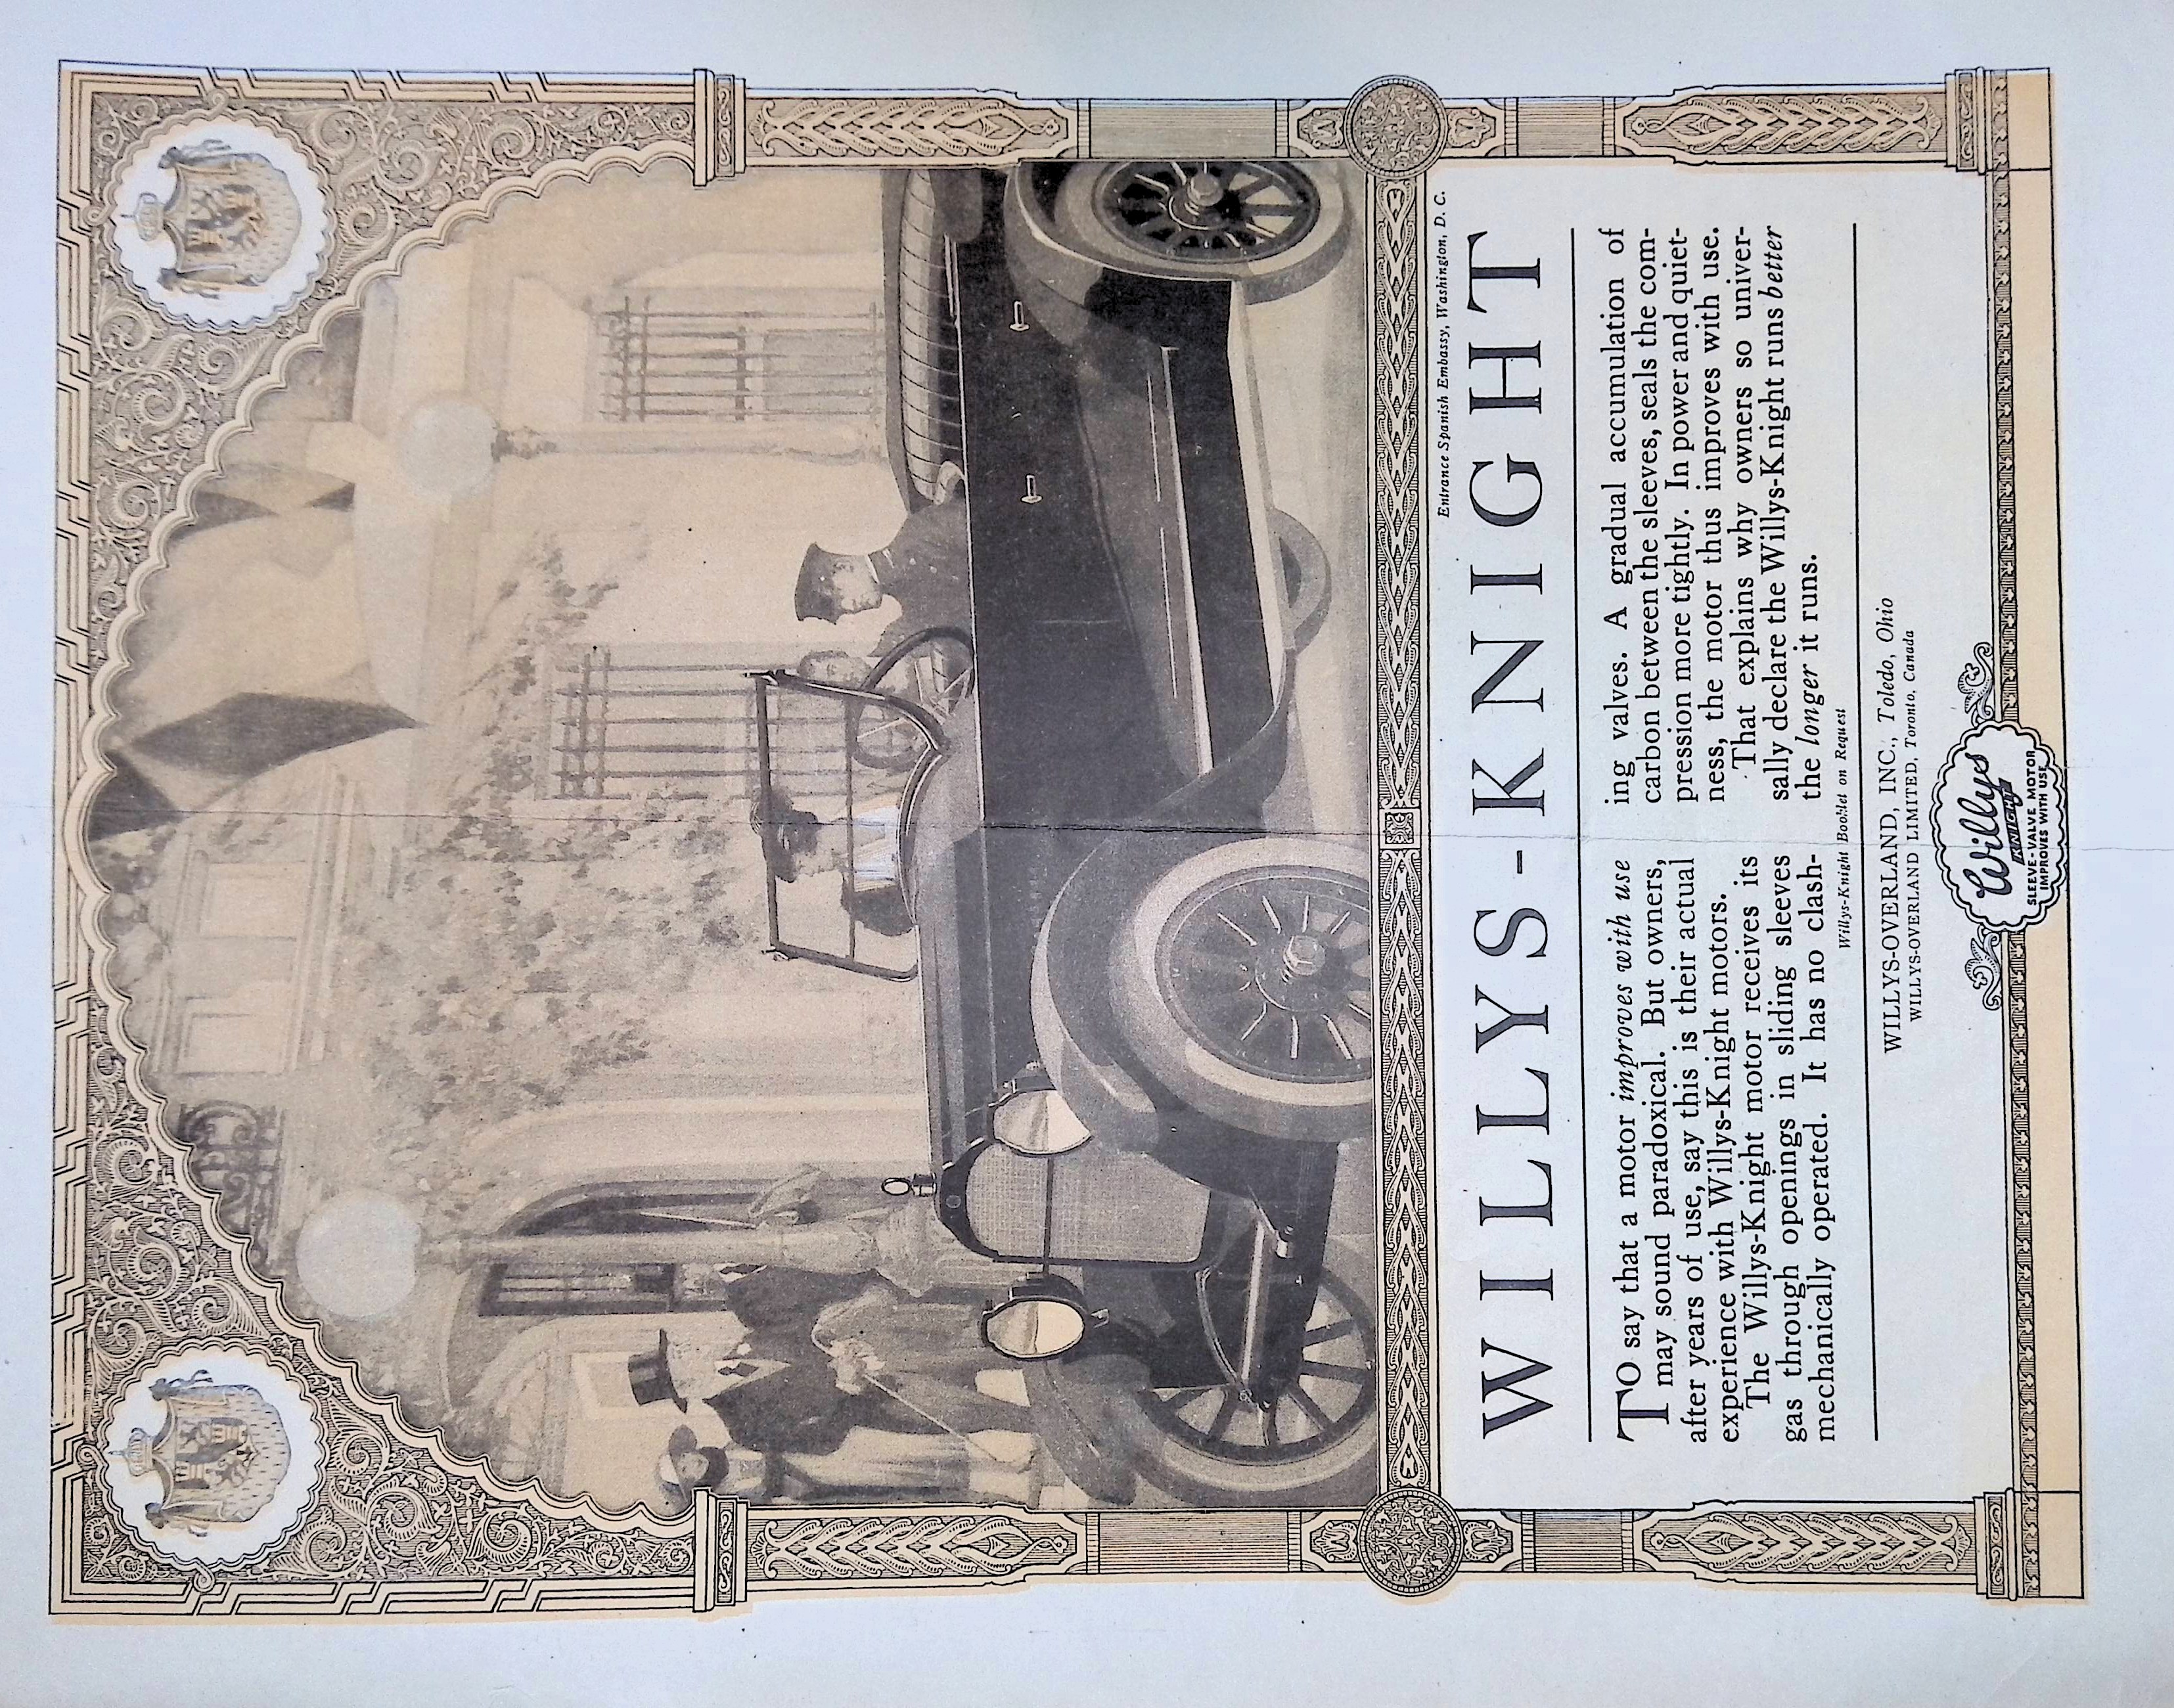 Entrance Spanish Embassy, Washington, D. C.
WILLYS-KNIGHT
TO say that a motor improves with use
may sound paradoxical. But owners,
after years of use, say this is their actual
experience with Willys-Knight motors.
The Willys-Knight motor receives its
gas through openings in sliding sleeves
mechanically operated. It has no clash-
ing valves. A gradual accumulation of
carbon between the sleeves, seals the com-
pression more tightly. In power and quiet-
ness, the motor thus improves with use.
That explains why owners so univer-
sally declare the Willys-Knight runs better
the longer it runs.
Willys-Knight Booklet on Request
WILLYS-OVERLAND, INC., Toledo, Ohio
WILLYS-OVERLAND LIMITED, Toronto, Canada
Willys
KNIGHT
SLEEVE-VALVE MOTOR
IMPROVES WITH USE